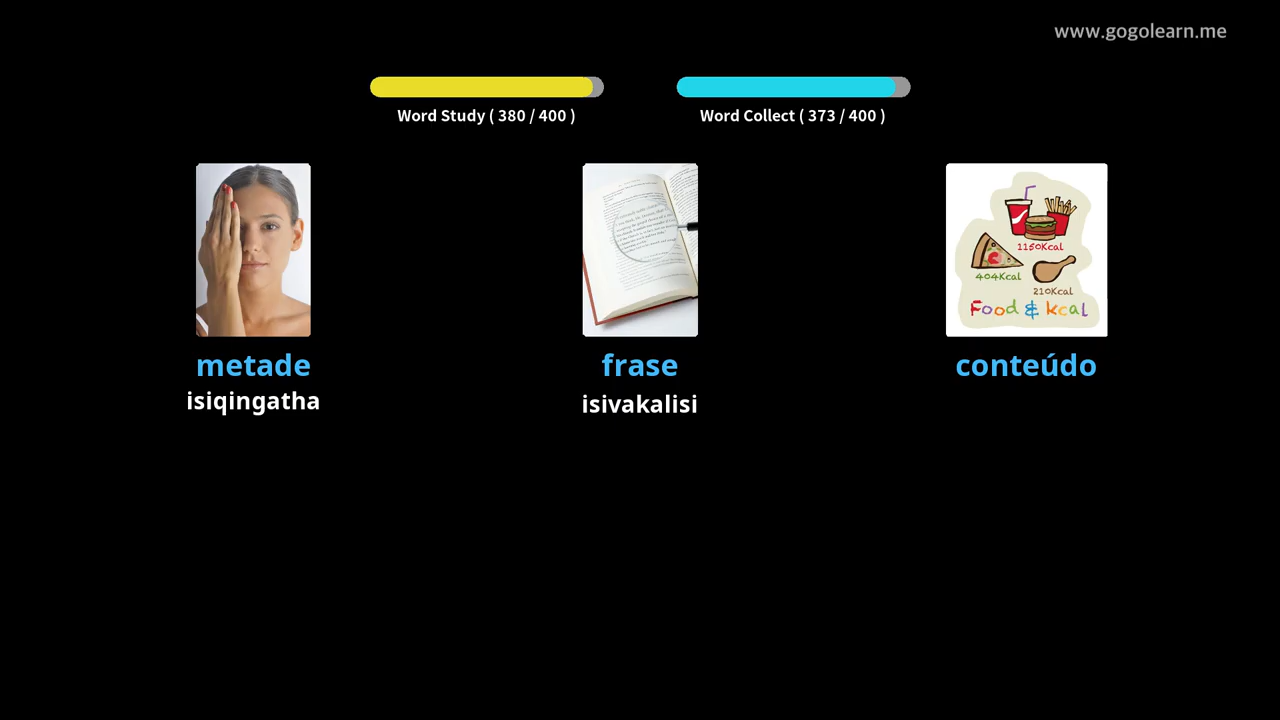 www.gogolearn.me
Word Study ( 380 / 400 )
Word Collect ( 373 / 400 )
1150Kcal
404Kcal
210Kcal
Food & kcal
metade
frase
conteúdo
isiqingatha
isivakalisi